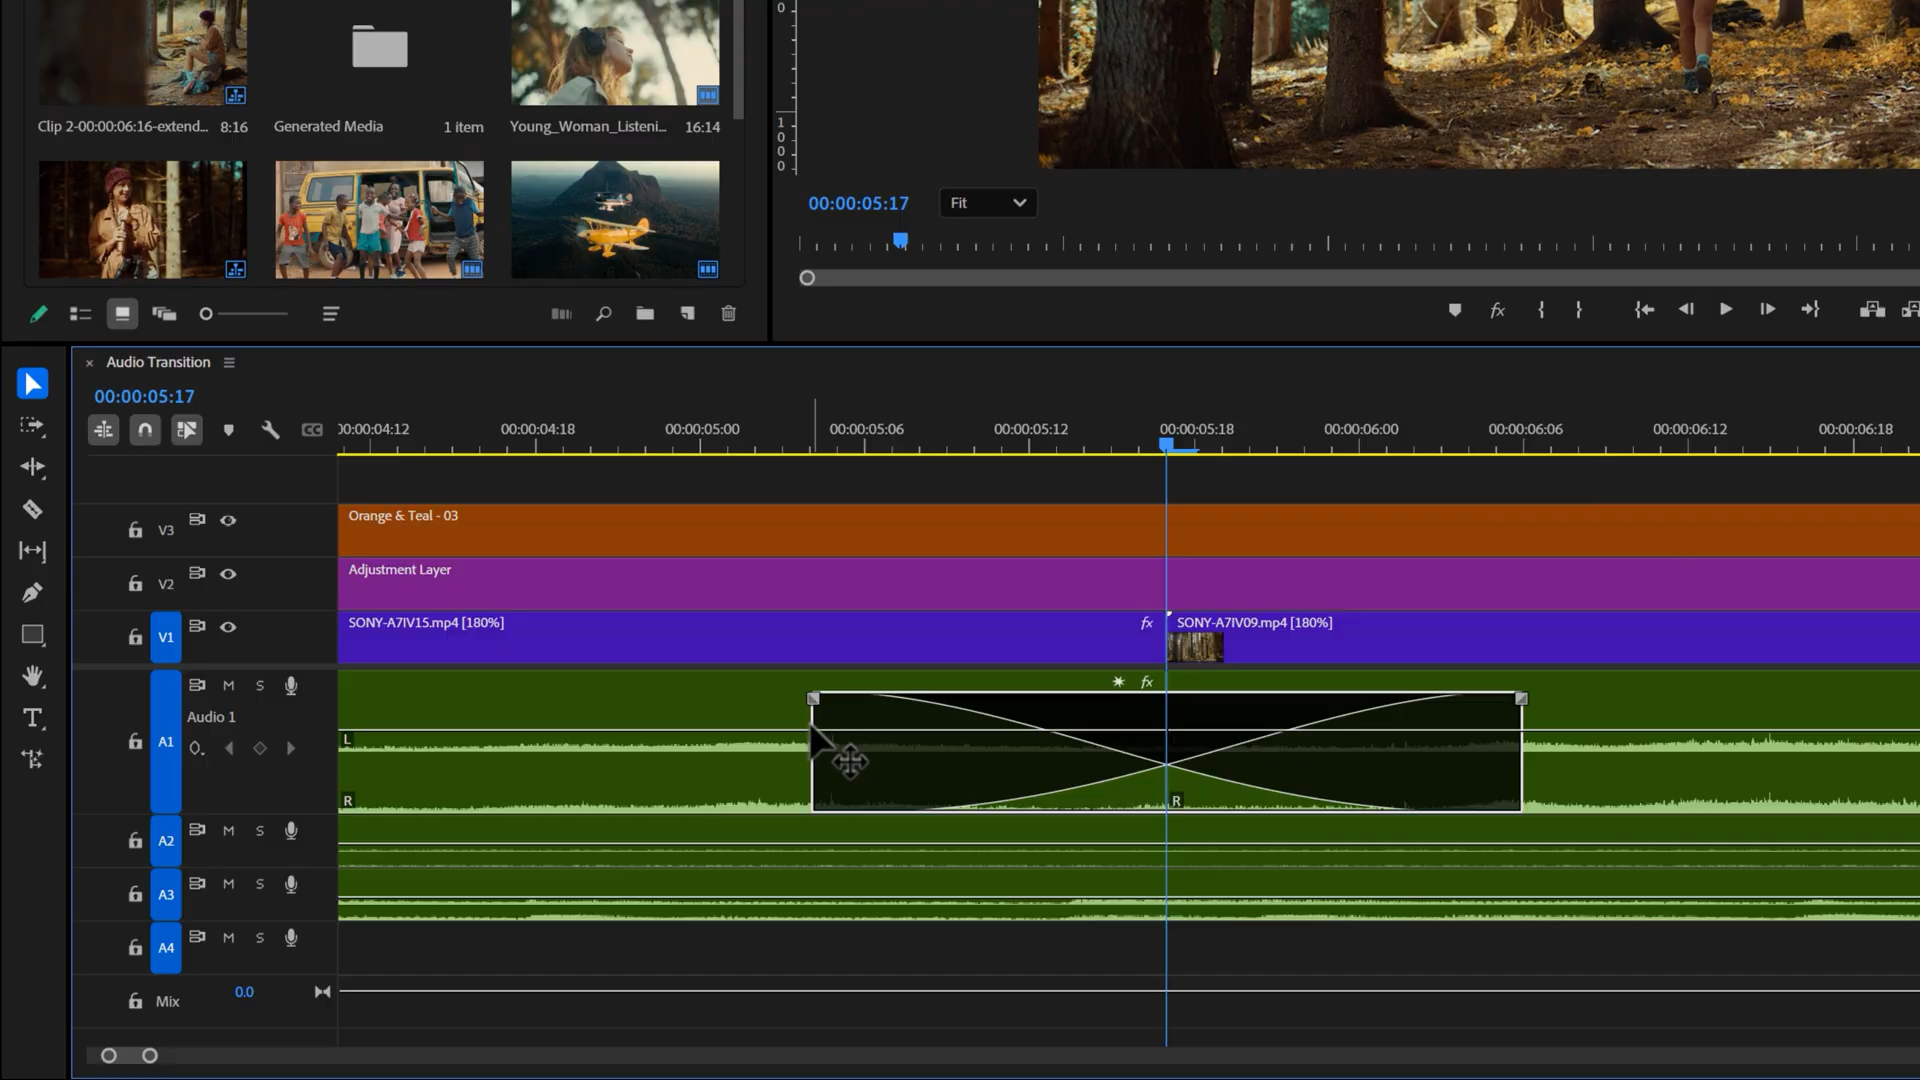 Clip 2-00:00:06:16-extend... 8:16
Generated Media 1 item
Young_Woman_Listeni... 16:14
0
1
0
0
0
00:00:05:17 Fit
Audio Transition
00:00:05:17
CC
00:00:04:12 00:00:04:18 00:00:05:00 00:00:05:06 00:00:05:12 00:00:05:18 00:00:06:00 00:00:06:06 00:00:06:12 00:00:06:18
V3 Orange & Teal - 03
V2 Adjustment Layer
V1 SONY-A7IV15.mp4 [180%] fx SONY-A7IV09.mp4 [180%]
M S fx
Audio 1
A1 L
R R
A2 M S
A3 M S
A4 M S
Mix 0.0